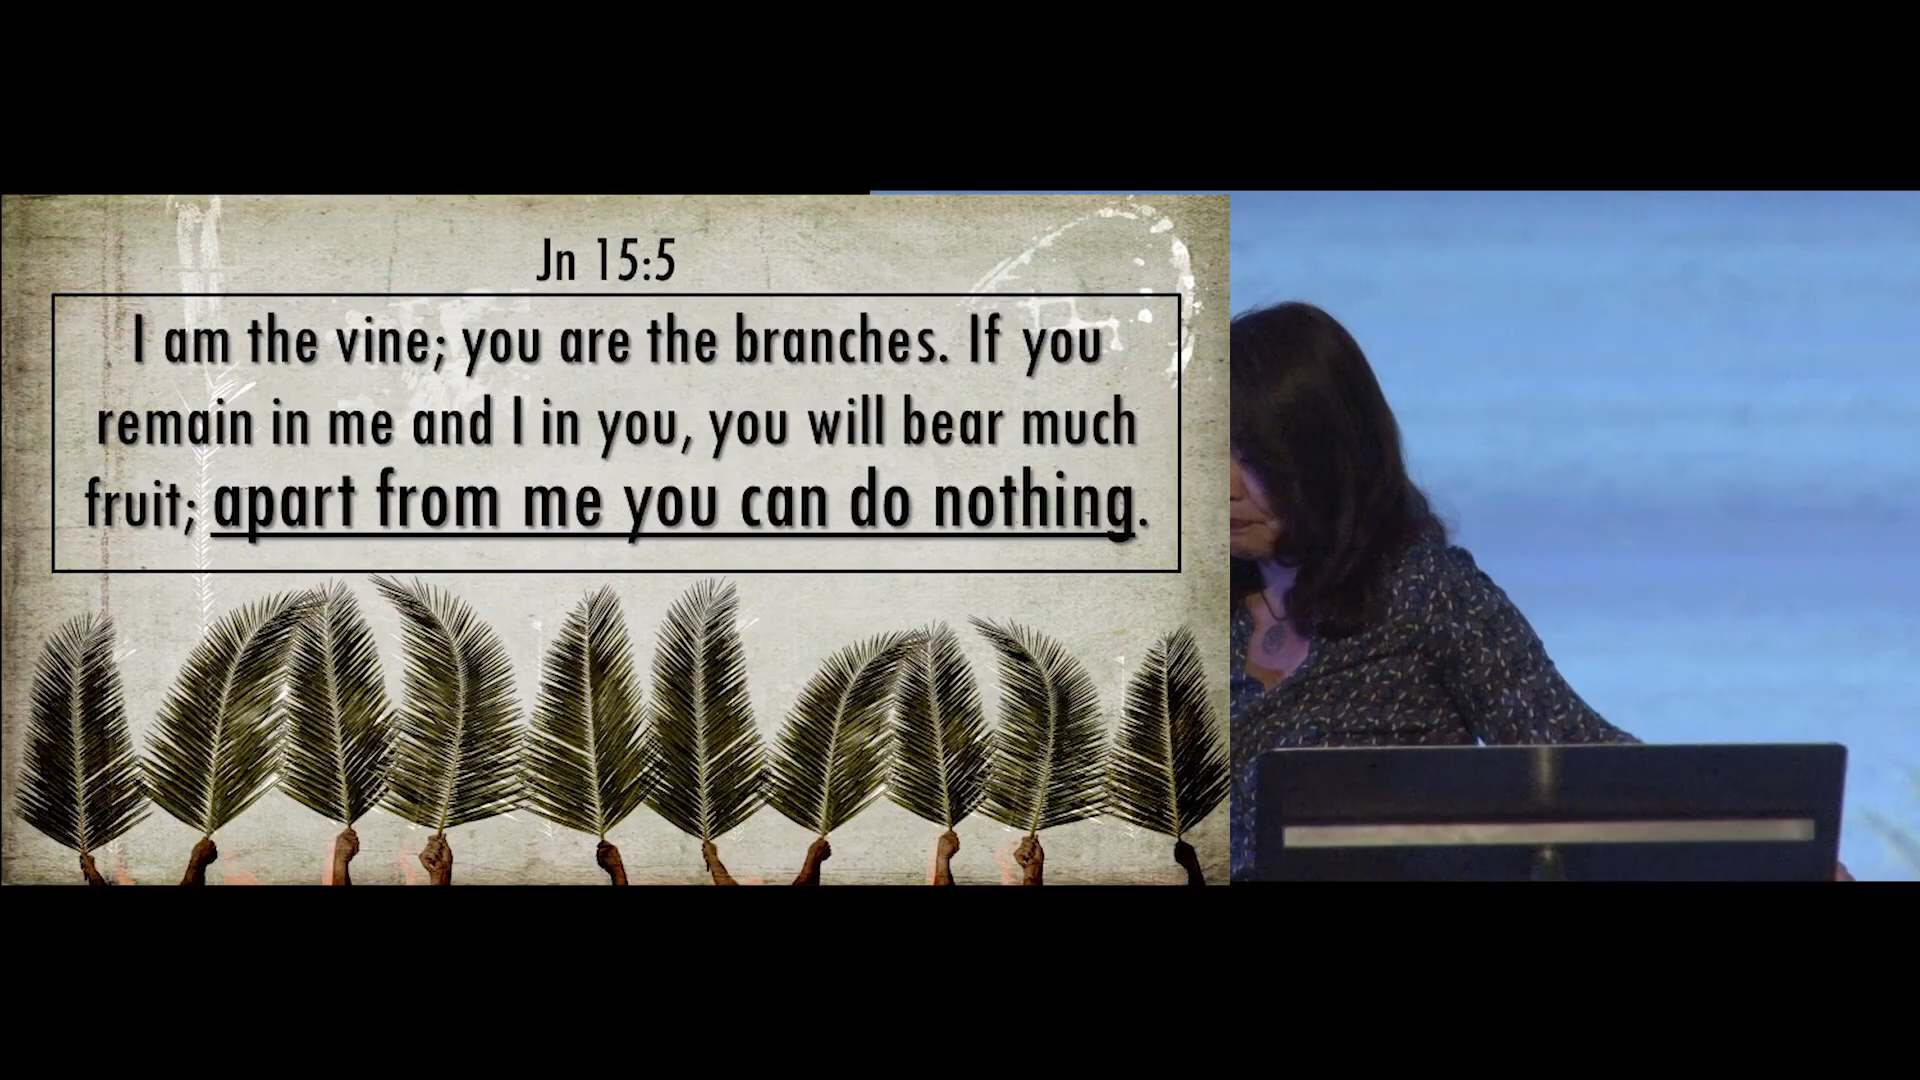 Jn 15:5
I am the vine; you are the branches. If you
remain in me and I in you, you will bear much
fruit; apart from me you can do nothing.